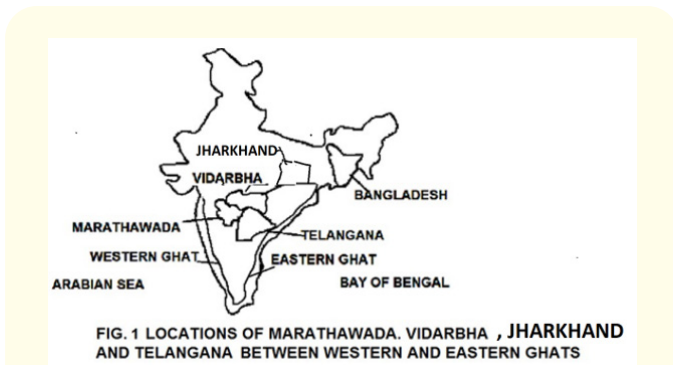 JHARKHAND
VIDARBHA
BANGLADESH
MARATHAWADA
TELANGANA
WESTERN GHAT
EASTERN GHAT
ARABIAN SEA
BAY OF BENGAL
FIG. 1 LOCATIONS OF MARATHAWADA. VIDARBHA , JHARKHAND
AND TELANGANA BETWEEN WESTERN AND EASTERN GHATS